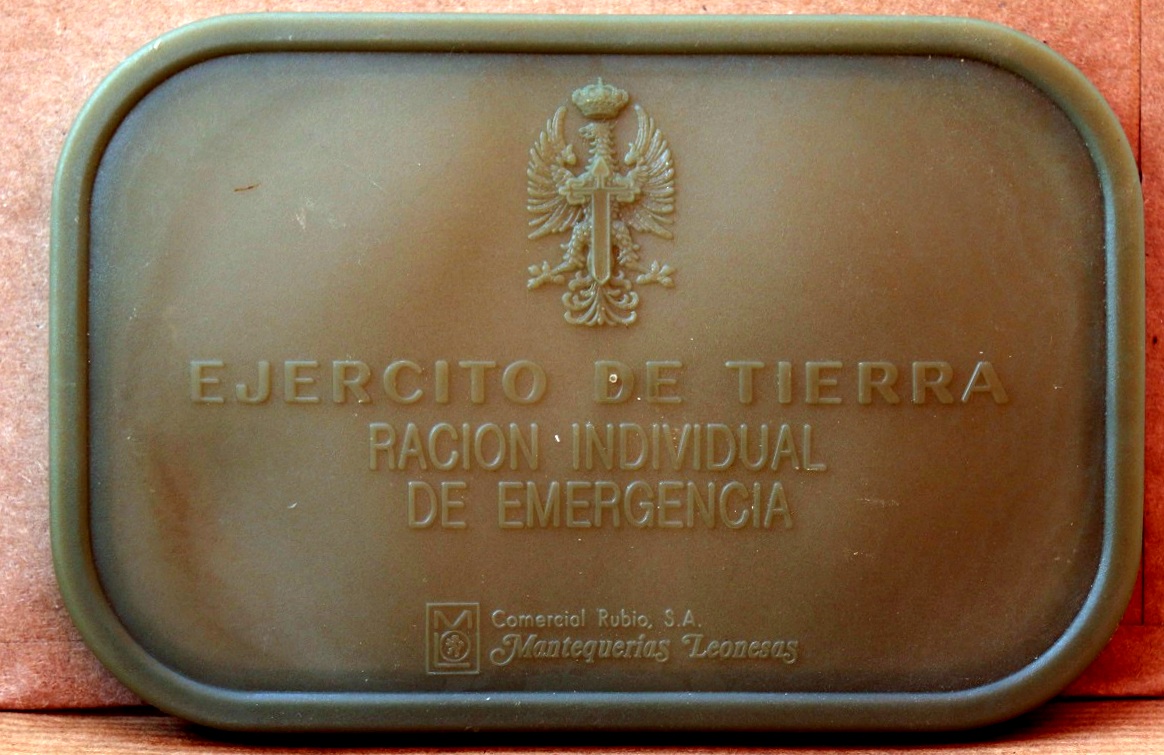 EJERCITO DE TIERRA
RACION INDIVIDUAL
DE EMERGENCIA
Comercial Rubio, S.A.
Mantequerias Leonesas